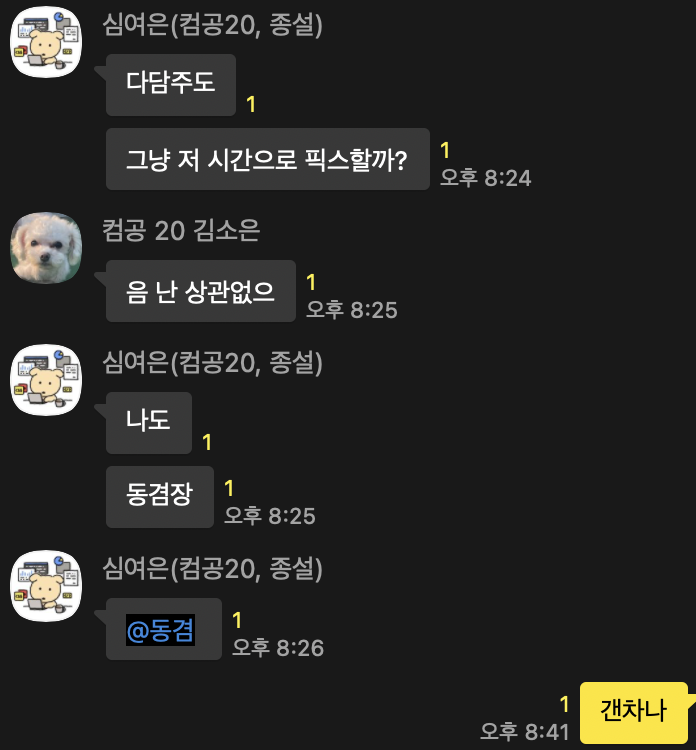 심여은(컴공20, 종설)
다담주도
1
그냥 저 시간으로 픽스할까?
1
오후 8:24
컴공 20 김소은
음 난 상관없으
1
오후 8:25
심여은(컴공20, 종설)
나도
1
동겸장
1
오후 8:25
심여은(컴공20, 종설)
@동겸
1
오후 8:26
1
오후 8:41
갠차나